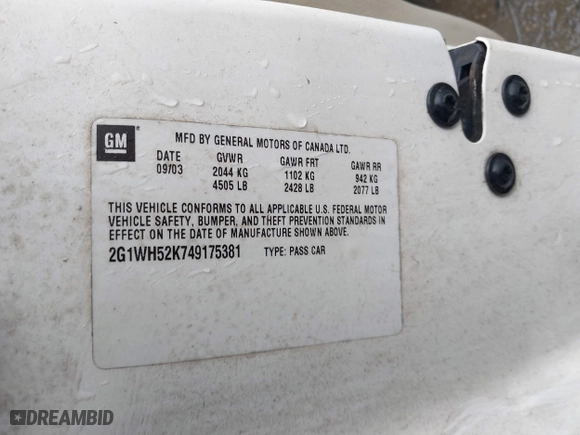 GM
MFD BY GENERAL MOTORS OF CANADA LTD.
DATE GVWR GAWR FRT GAWR RR
09/03 2044 KG 1102 KG 942 KG
4505 LB 2428 LB 2077 LB
THIS VEHICLE CONFORMS TO ALL APPLICABLE U.S. FEDERAL MOTOR
VEHICLE SAFETY, BUMPER, AND THEFT PREVENTION STANDARDS IN
EFFECT ON THE DATE OF MANUFACTURE SHOWN ABOVE.
2G1WH52K749175381 TYPE: PASS CAR
DREAMBID